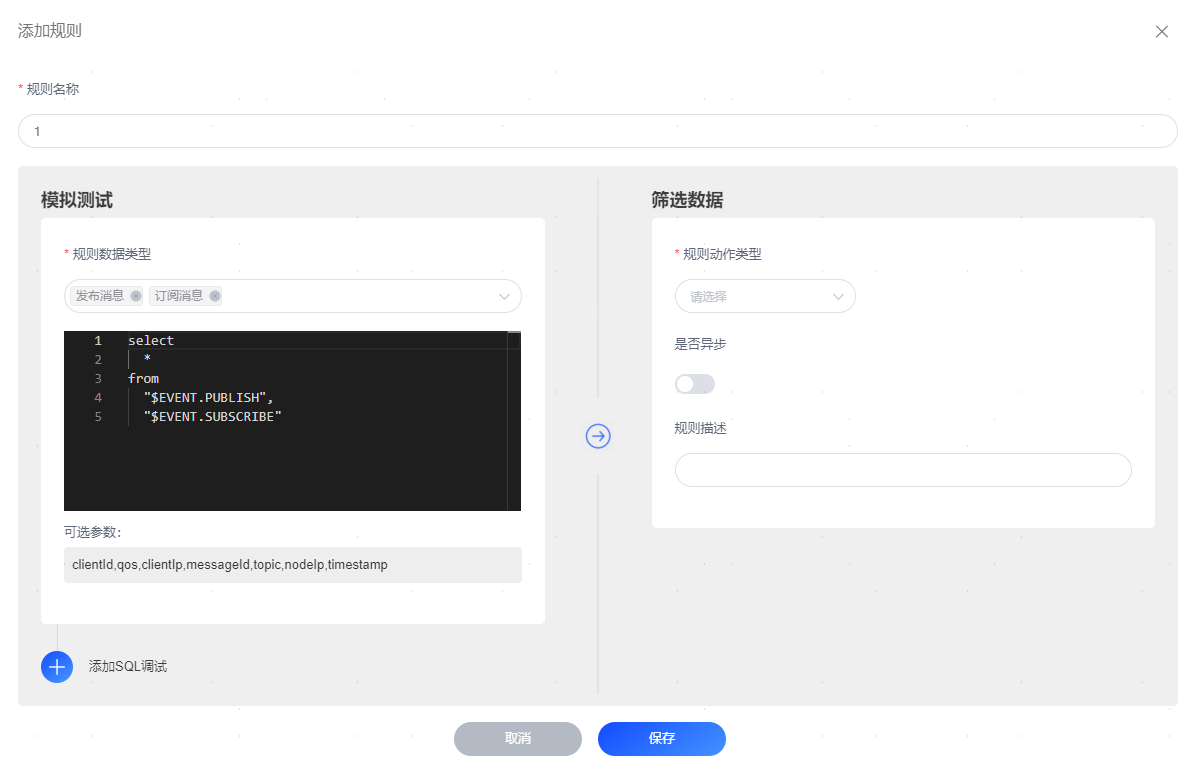 添加规则
* 规则名称
1
模拟测试
* 规则数据类型
发布消息 订阅消息
1 select
2 *
3 from
4 "$EVENT.PUBLISH",
5 "$EVENT.SUBSCRIBE"
可选参数：
clientId,qos,clientIp,messageId,topic,nodeIp,timestamp
添加SQL调试
筛选数据
* 规则动作类型
请选择
是否异步
规则描述
取消
保存